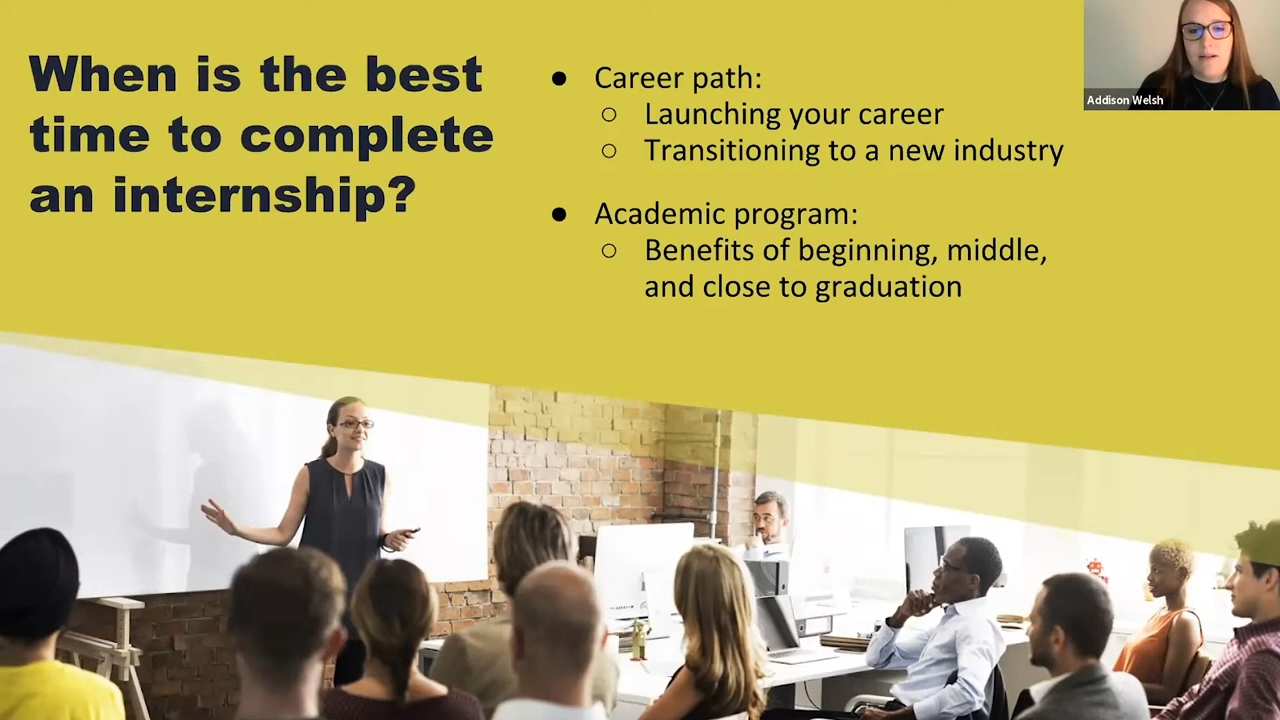 When is the best
time to complete
an internship?
● Career path:
○ Launching your career
○ Transitioning to a new industry
● Academic program:
○ Benefits of beginning, middle,
and close to graduation
Addison Welsh